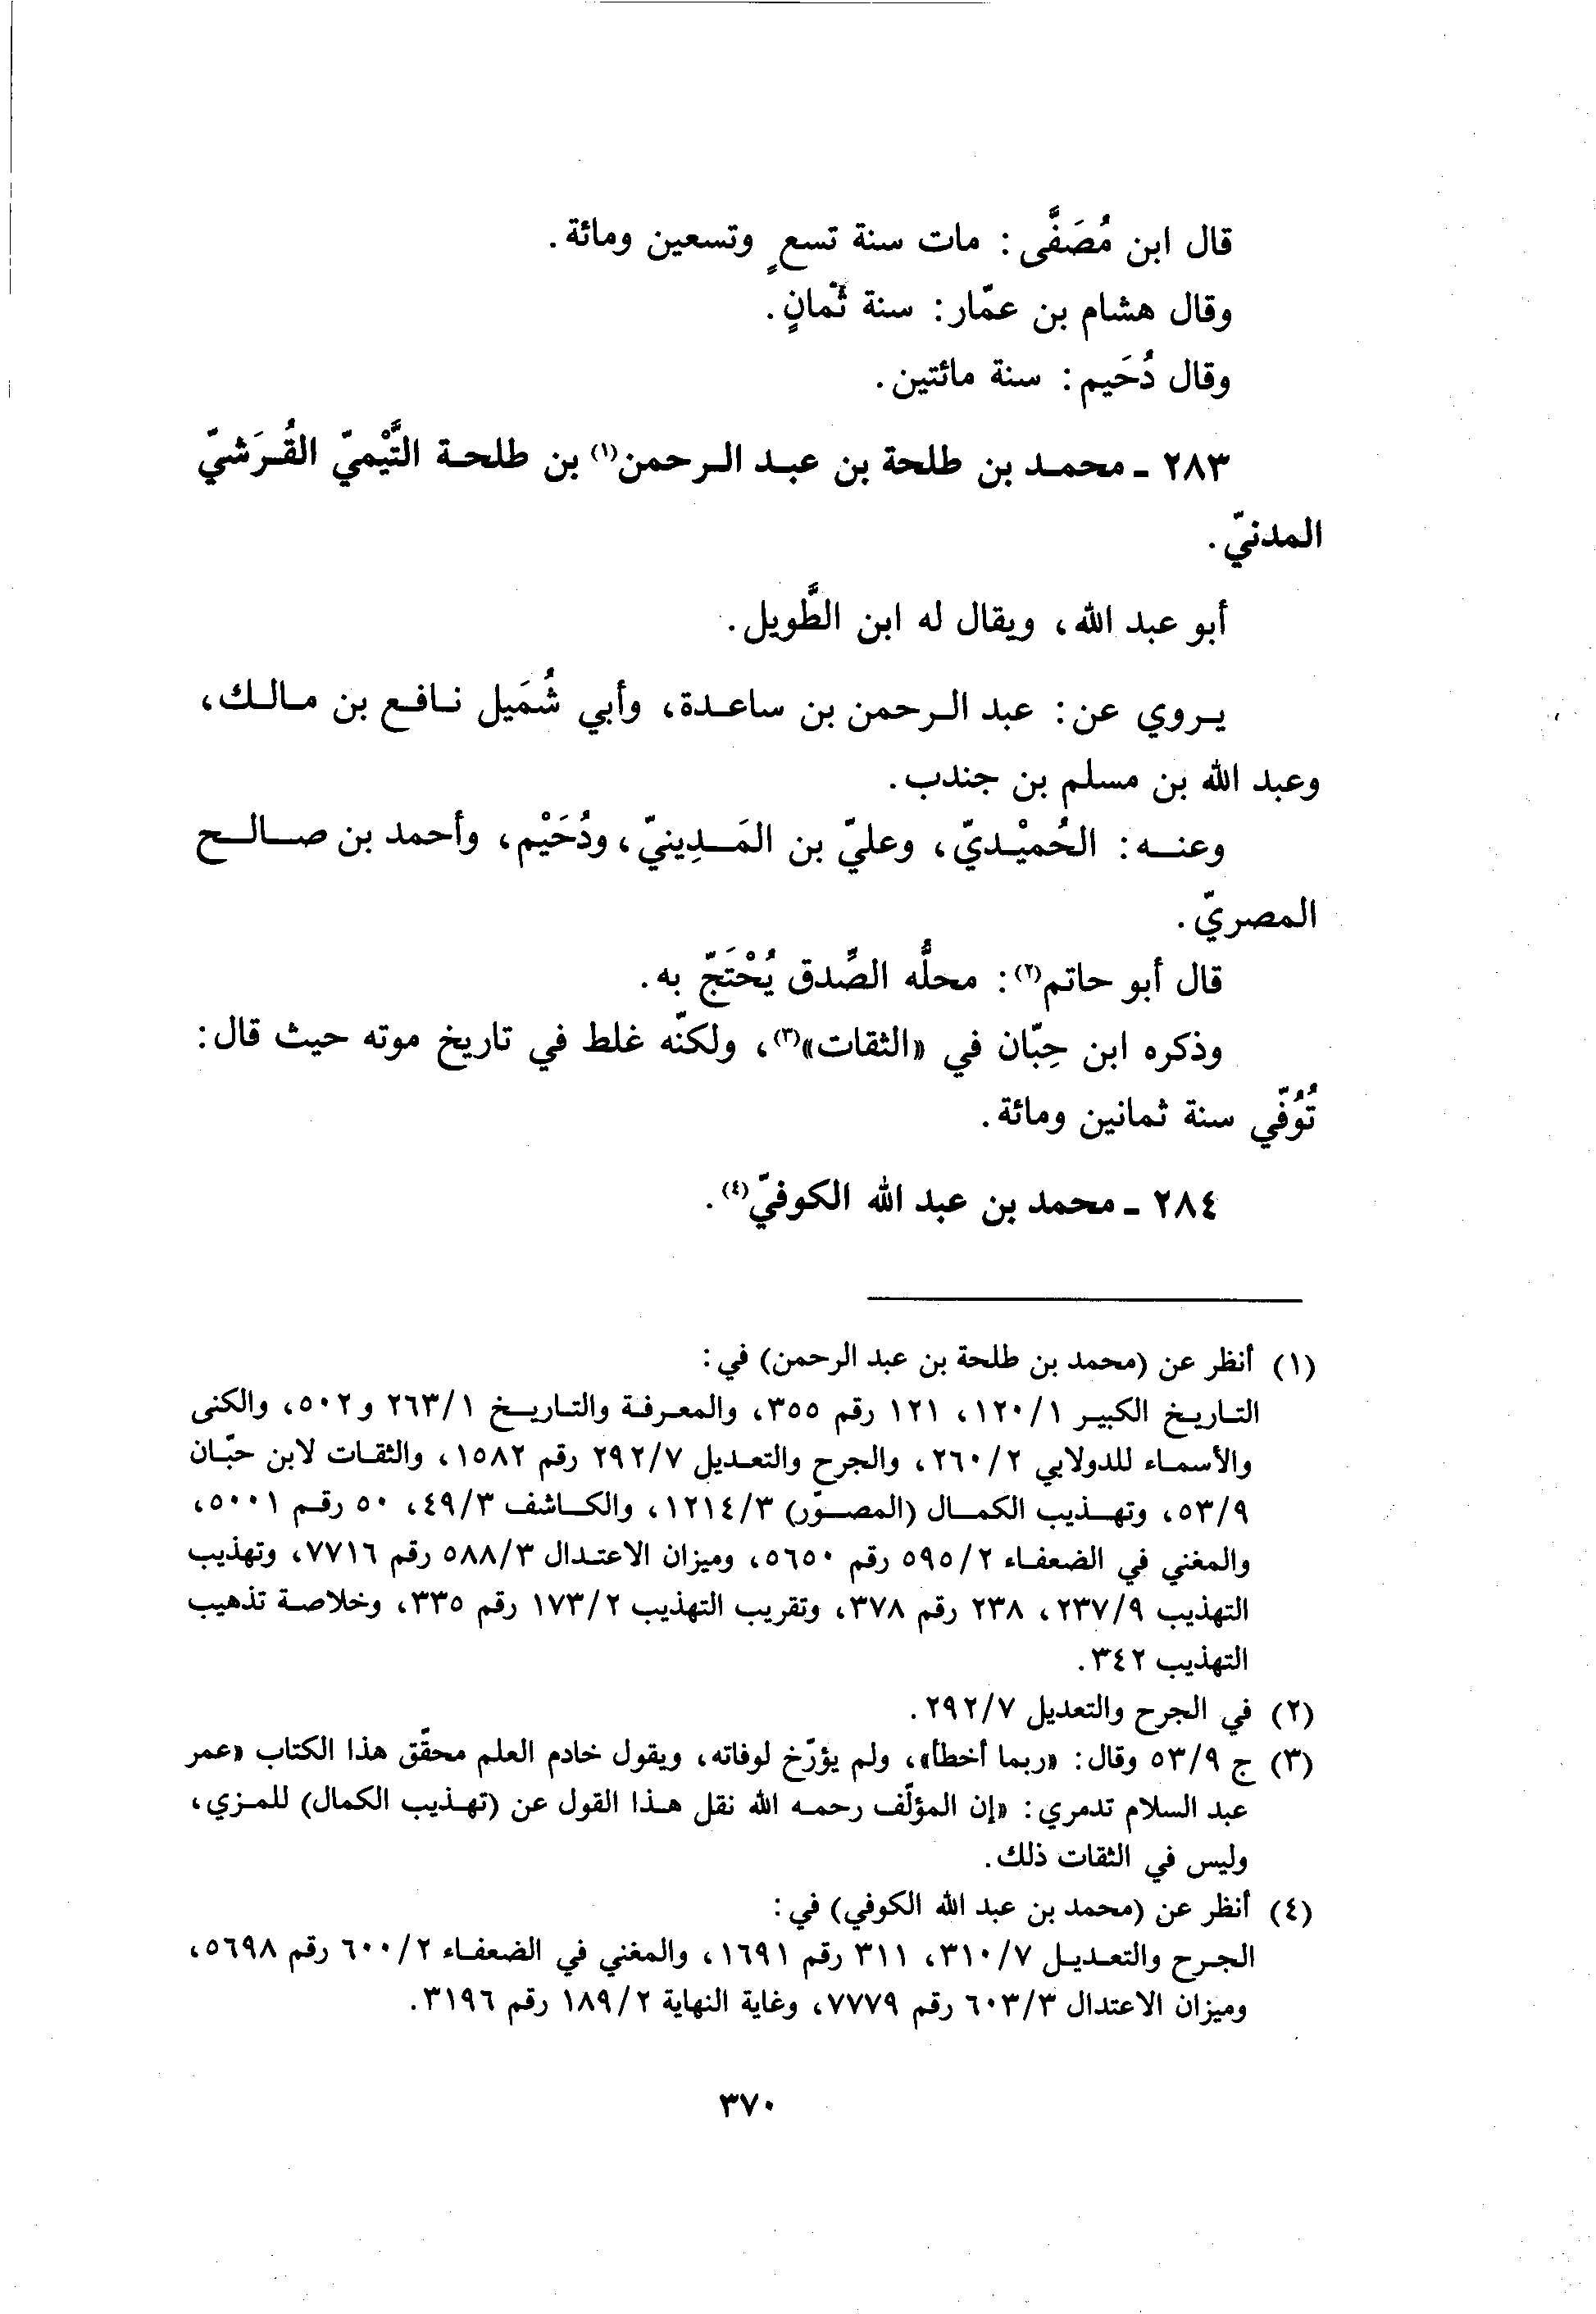 قال ابن مُصَفَّى: مات سنة تسعٍ وتسعين ومائة.
وقال هشام بن عمّار: سنة ثَمانٍ.
وقال دُحَيم: سنة مائتين.
٢٨٣ - محمد بن طلحة بن عبد الرحمن(١) بن طلحة التَّيْميّ القُرَشيّ
المدنيّ.
أبو عبد الله، ويقال له ابن الطَّويل.
يروي عن: عبد الرحمن بن ساعدة، وأبي شُمَيل نافع بن مالك،
وعبد الله بن مسلم بن جندب.
وعنه: الحُميْديّ، وعليّ بن المَدِينيّ، ودُحَيْم، وأحمد بن صالح
المصريّ.
قال أبو حاتم(٢): محلُّه الصِّدق يُحْتَجّ به.
وذكره ابن حِبّان في «الثقات»(٣)، ولكنّه غلط في تاريخ موته حيث قال:
تُوُفّي سنة ثمانين ومائة.
٢٨٤ - محمد بن عبد الله الكوفيّ(٤).
(١) أنظر عن (محمد بن طلحة بن عبد الرحمن) في:
التاريخ الكبير ١/١٢٠، ١٢١ رقم ٣٥٥، والمعرفة والتاريخ ١/٢٦٣ و٥٠٢، والكنى
والأسماء للدولابي ٢/٢٦٠، والجرح والتعديل ٧/٢٩٢ رقم ١٥٨٢، والثقات لابن حبّان
٩/٥٣، وتهذيب الكمال (المصوّر) ٣/١٢١٤، والكاشف ٣/٤٩، ٥٠ رقم ٥٠٠١،
والمغني في الضعفاء ٢/٥٩٥ رقم ٥٦٥٠، وميزان الاعتدال ٣/٥٨٨ رقم ٧٧١٦، وتهذيب
التهذيب ٩/٢٣٧، ٢٣٨ رقم ٣٧٨، وتقريب التهذيب ٢/١٧٣ رقم ٣٣٥، وخلاصة تذهيب
التهذيب ٣٤٢.
(٢) في الجرح والتعديل ٧/٢٩٢.
(٣) ج ٩/٥٣ وقال: «ربما أخطأ»، ولم يؤرّخ لوفاته، ويقول خادم العلم محقّق هذا الكتاب «عمر
عبد السلام تدمري: «إن المؤلّف رحمه الله نقل هذا القول عن (تهذيب الكمال) للمزي،
وليس في الثقات ذلك.
(٤) أنظر عن (محمد بن عبد الله الكوفي) في:
الجرح والتعديل ٧/٣١٠، ٣١١ رقم ١٦٩١، والمغني في الضعفاء ٢/٦٠٠ رقم ٥٦٩٨،
وميزان الاعتدال ٣/٦٠٣ رقم ٧٧٧٩، وغاية النهاية ٢/١٨٩ رقم ٣١٩٦.
٣٧٠